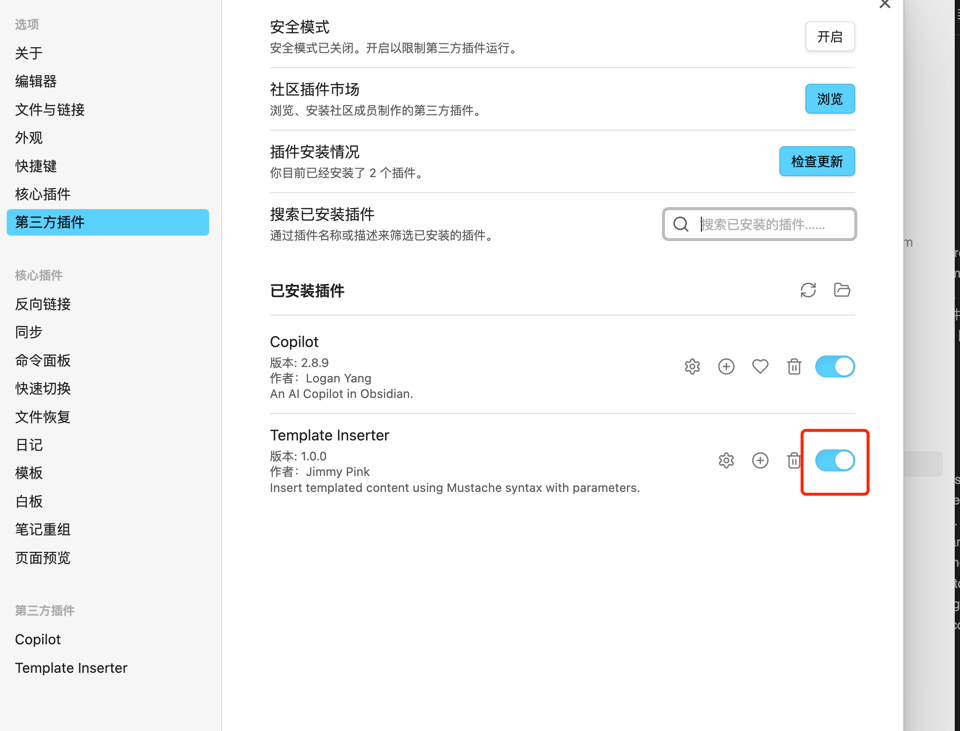 选项
关于
编辑器
文件与链接
外观
快捷键
核心插件
第三方插件
核心插件
反向链接
同步
命令面板
快速切换
文件恢复
日记
模板
白板
笔记重组
页面预览
第三方插件
Copilot
Template Inserter
安全模式
安全模式已关闭。开启以限制第三方插件运行。
开启
社区插件市场
浏览、安装社区成员制作的第三方插件。
浏览
插件安装情况
你目前已经安装了 2 个插件。
检查更新
搜索已安装插件
通过插件名称或描述来筛选已安装的插件。
搜索已安装的插件……
已安装插件
Copilot
版本: 2.8.9
作者：Logan Yang
An AI Copilot in Obsidian.
Template Inserter
版本: 1.0.0
作者：Jimmy Pink
Insert templated content using Mustache syntax with parameters.